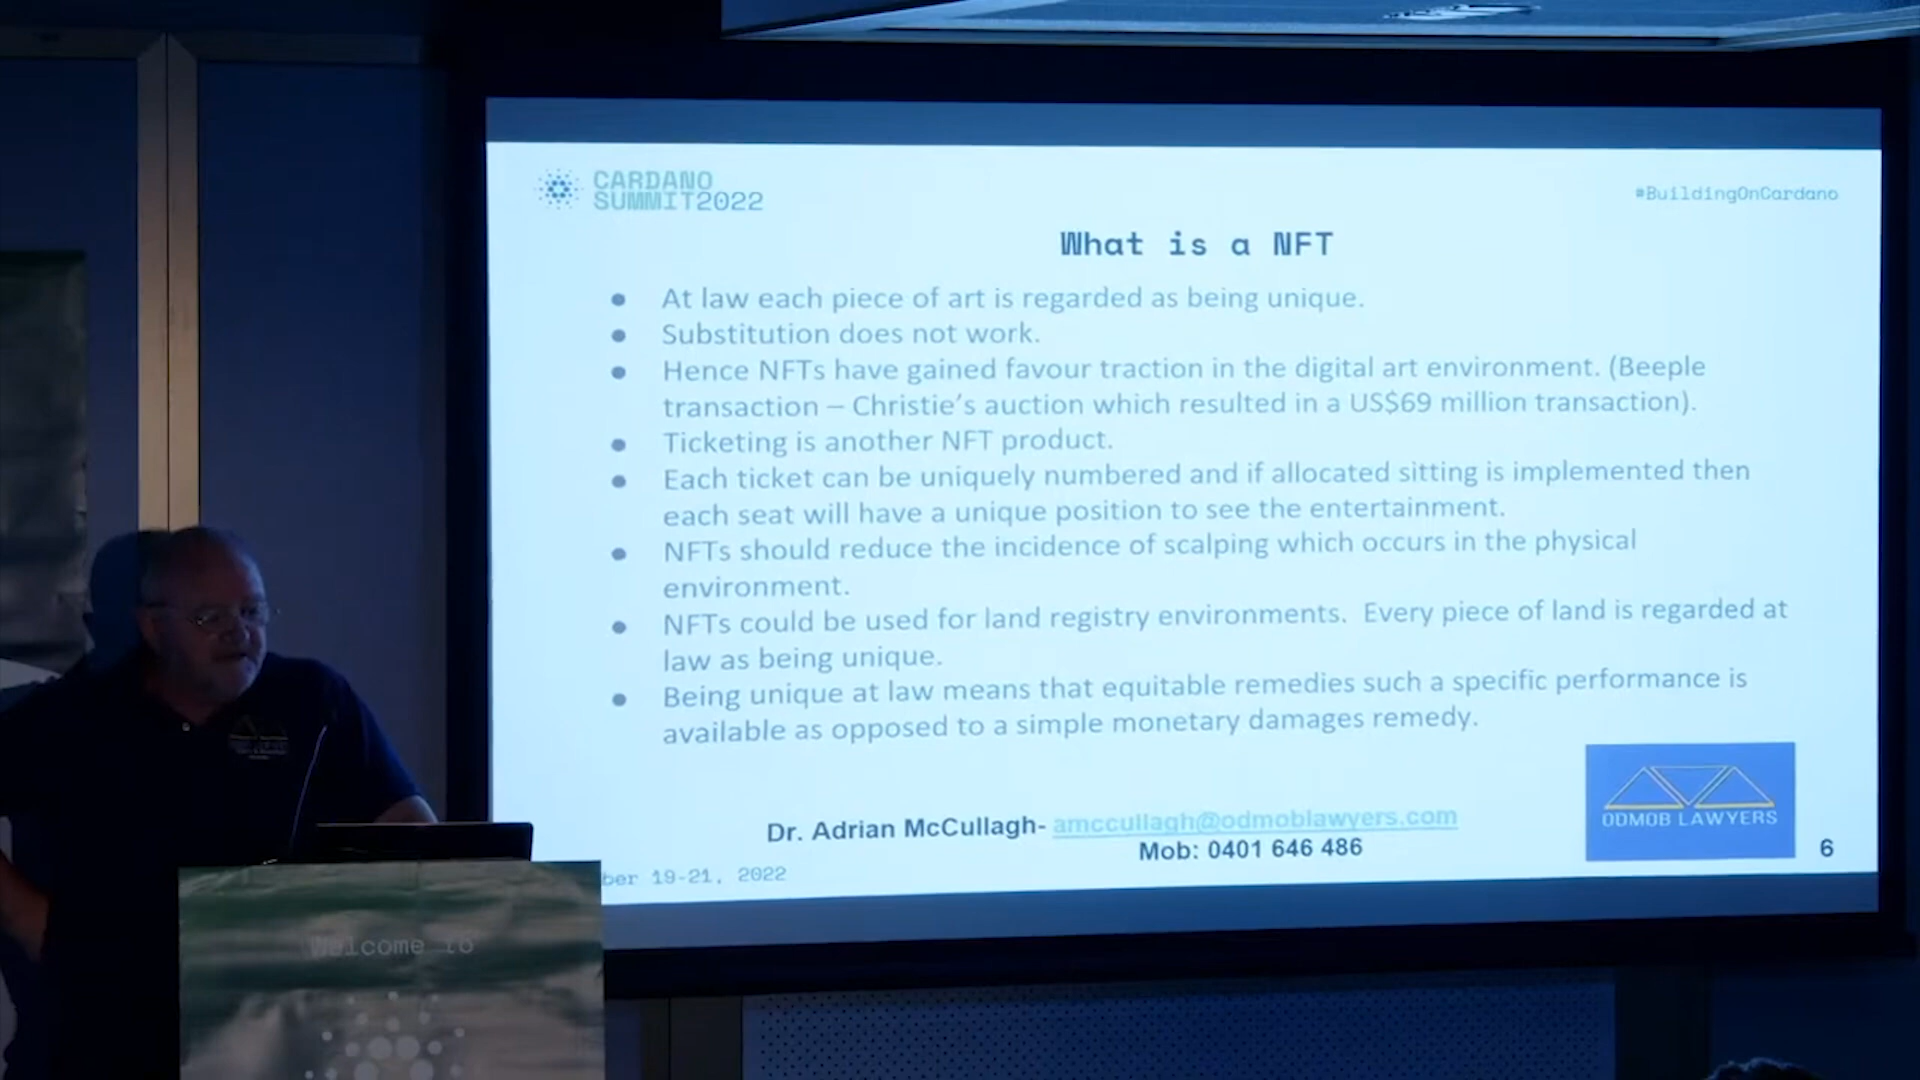 CARDANO
SUMMIT2022
#BuildingOnCardano
What is a NFT
● At law each piece of art is regarded as being unique.
● Substitution does not work.
● Hence NFTs have gained favour traction in the digital art environment. (Beeple
transaction – Christie's auction which resulted in a US$69 million transaction).
● Ticketing is another NFT product.
● Each ticket can be uniquely numbered and if allocated sitting is implemented then
each seat will have a unique position to see the entertainment.
● NFTs should reduce the incidence of scalping which occurs in the physical
environment.
● NFTs could be used for land registry environments. Every piece of land is regarded at
law as being unique.
● Being unique at law means that equitable remedies such a specific performance is
available as opposed to a simple monetary damages remedy.
Dr. Adrian McCullagh- amccullagh@odmoblawyers.com
Mob: 0401 646 486
ODMOB LAWYERS
6
ber 19-21, 2022
Welcome to